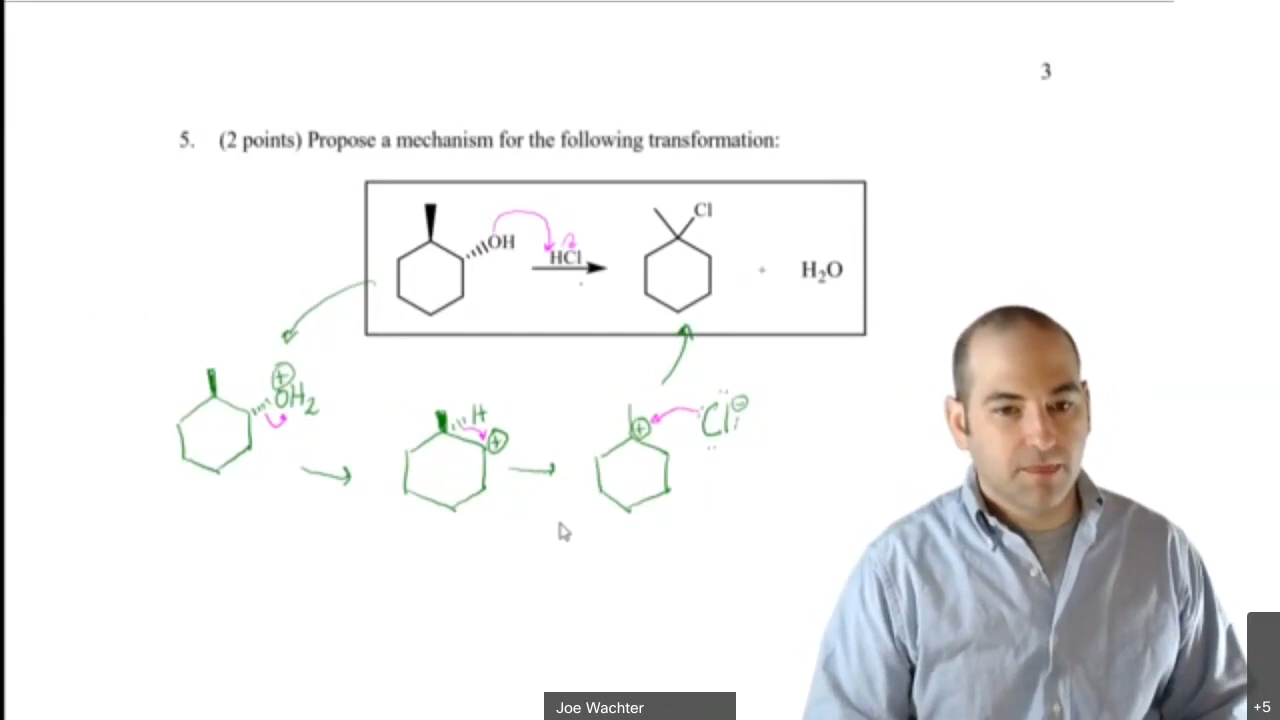 3
5. (2 points) Propose a mechanism for the following transformation:
OH
HCl
Cl
+ H₂O
⊕
OH₂
H
⊕
⊕
:Cl:⊖
Joe Wachter
+5